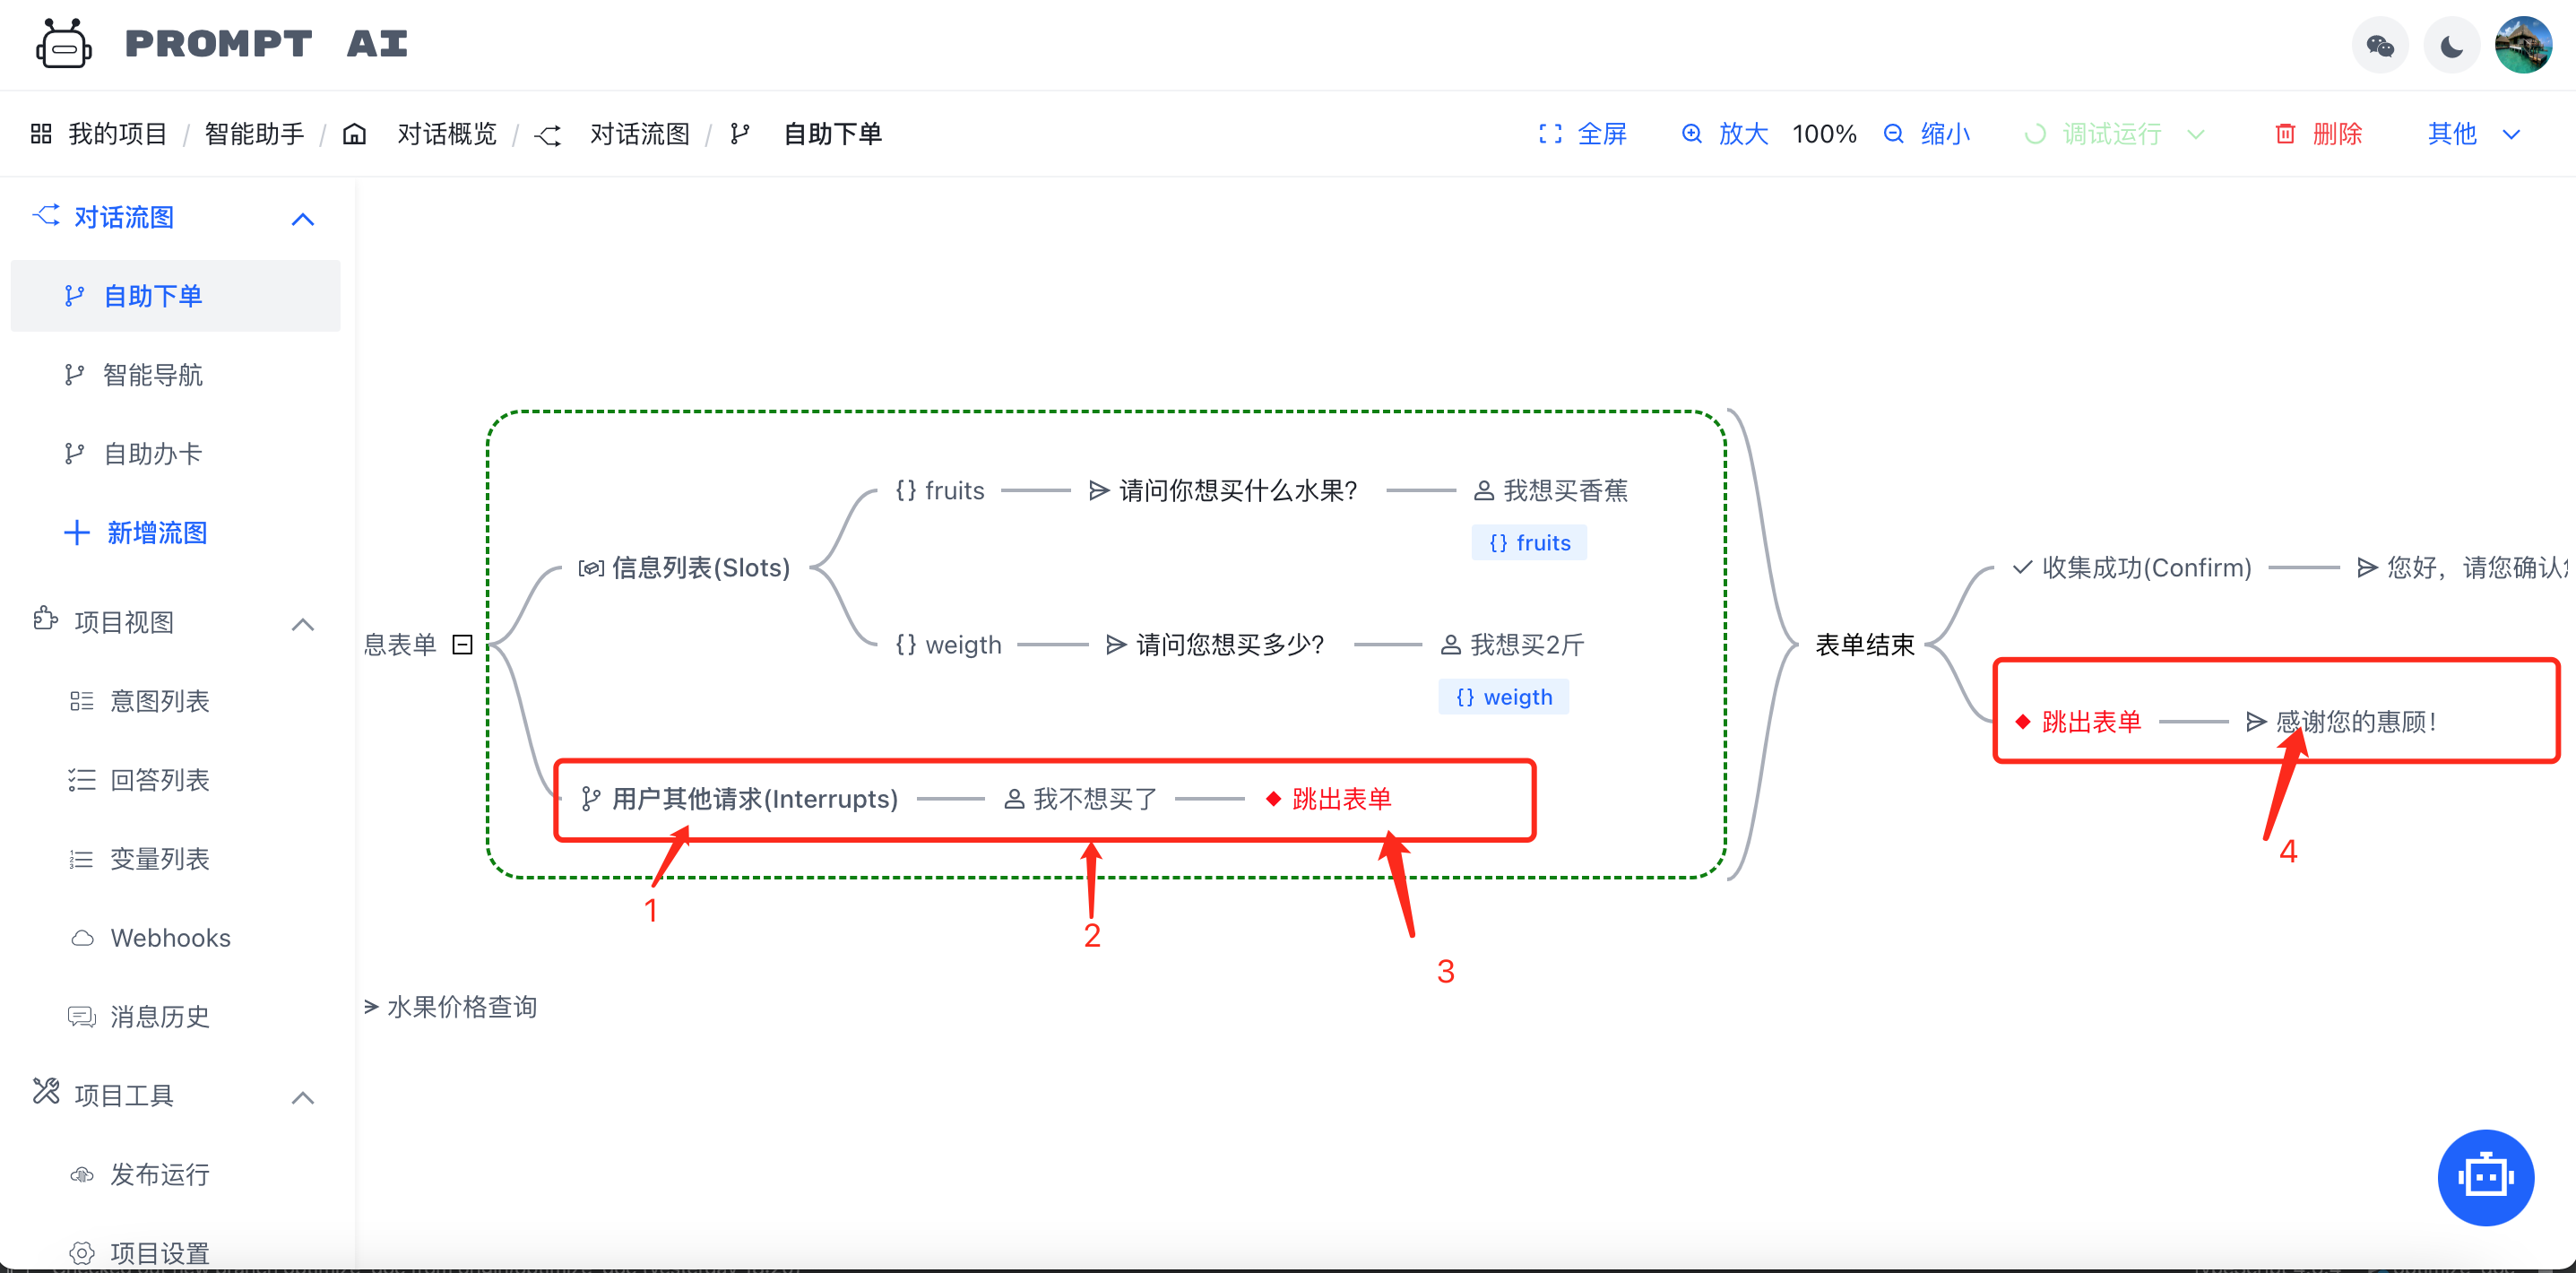 PROMPT AI
我的项目 / 智能助手 / 对话概览 / 对话流图 / 自助下单
全屏 放大 100% 缩小 调试运行 删除 其他
对话流图
自助下单
智能导航
自助办卡
新增流图
项目视图
意图列表
回答列表
变量列表
Webhooks
消息历史
项目工具
发布运行
项目设置
{} fruits 请问你想买什么水果? 我想买香蕉
{} fruits
信息列表(Slots)
收集成功(Confirm) 您好，请您确认
息表单
{} weigth 请问您想买多少? 我想买2斤
表单结束
{} weigth
跳出表单 感谢您的惠顾!
用户其他请求(Interrupts) 我不想买了 跳出表单
1
2
3
4
水果价格查询